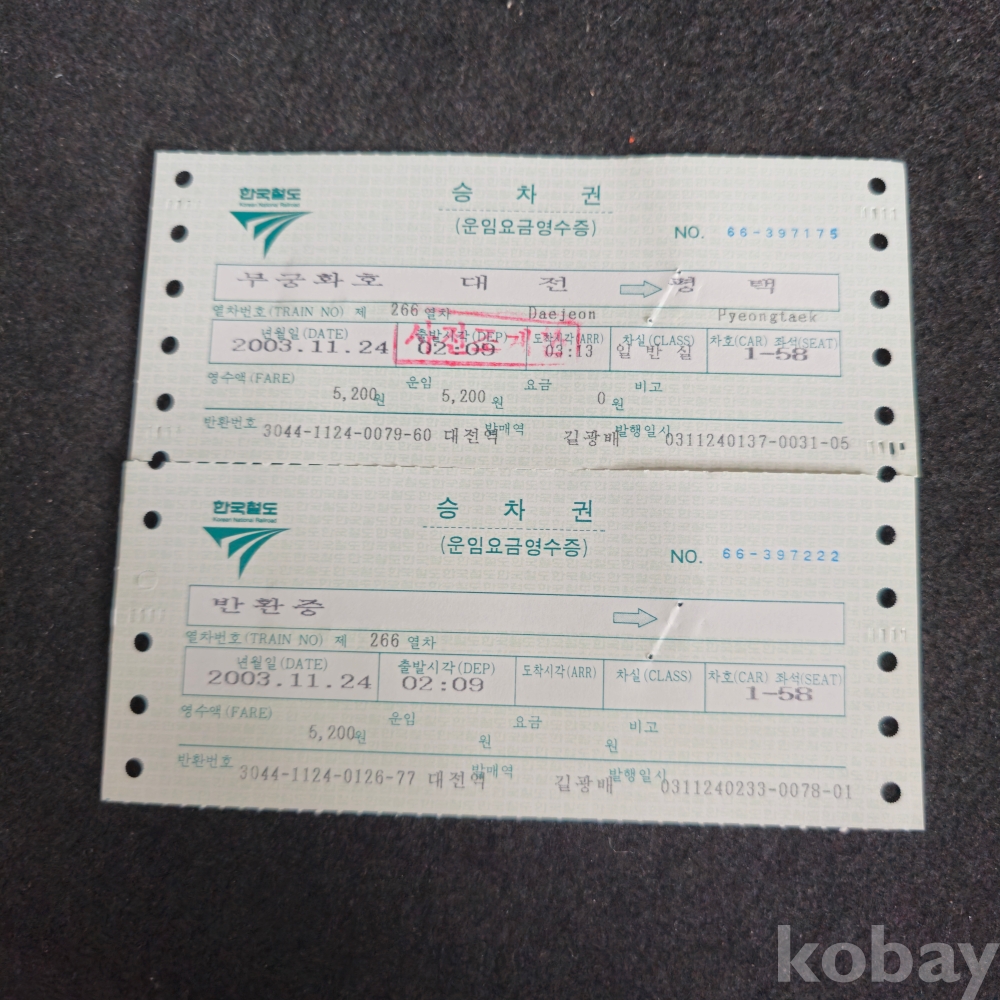 한국철도
Korean National Railroad
승 차 권
(운임요금영수증)
NO. 66-397175
무궁화호 대 전 평 택
열차번호(TRAIN NO) 제 266 열차 Daejeon Pyeongtaek
년월일(DATE) 출발시각(DEP) 도착시각(ARR) 차실(CLASS) 차호(CAR) 좌석(SEAT)
2003.11.24 02:09 03:13 일반실 1-58
영수액(FARE) 운임 요금 비고
5,200원 5,200 원 0 원
반환번호 3044-1124-0079-60 대전역 발매역 길광배 발행일시 0311240137-0031-05
한국철도
Korean National Railroad
승 차 권
(운임요금영수증)
NO. 66-397222
반환증
열차번호(TRAIN NO) 제 266 열차
년월일(DATE) 출발시각(DEP) 도착시각(ARR) 차실(CLASS) 차호(CAR) 좌석(SEAT)
2003.11.24 02:09 1-58
영수액(FARE) 운임 요금 비고
5,200원 원 원
반환번호 3044-1124-0126-77 대전역 발매역 길광배 발행일시 0311240233-0078-01
kobay